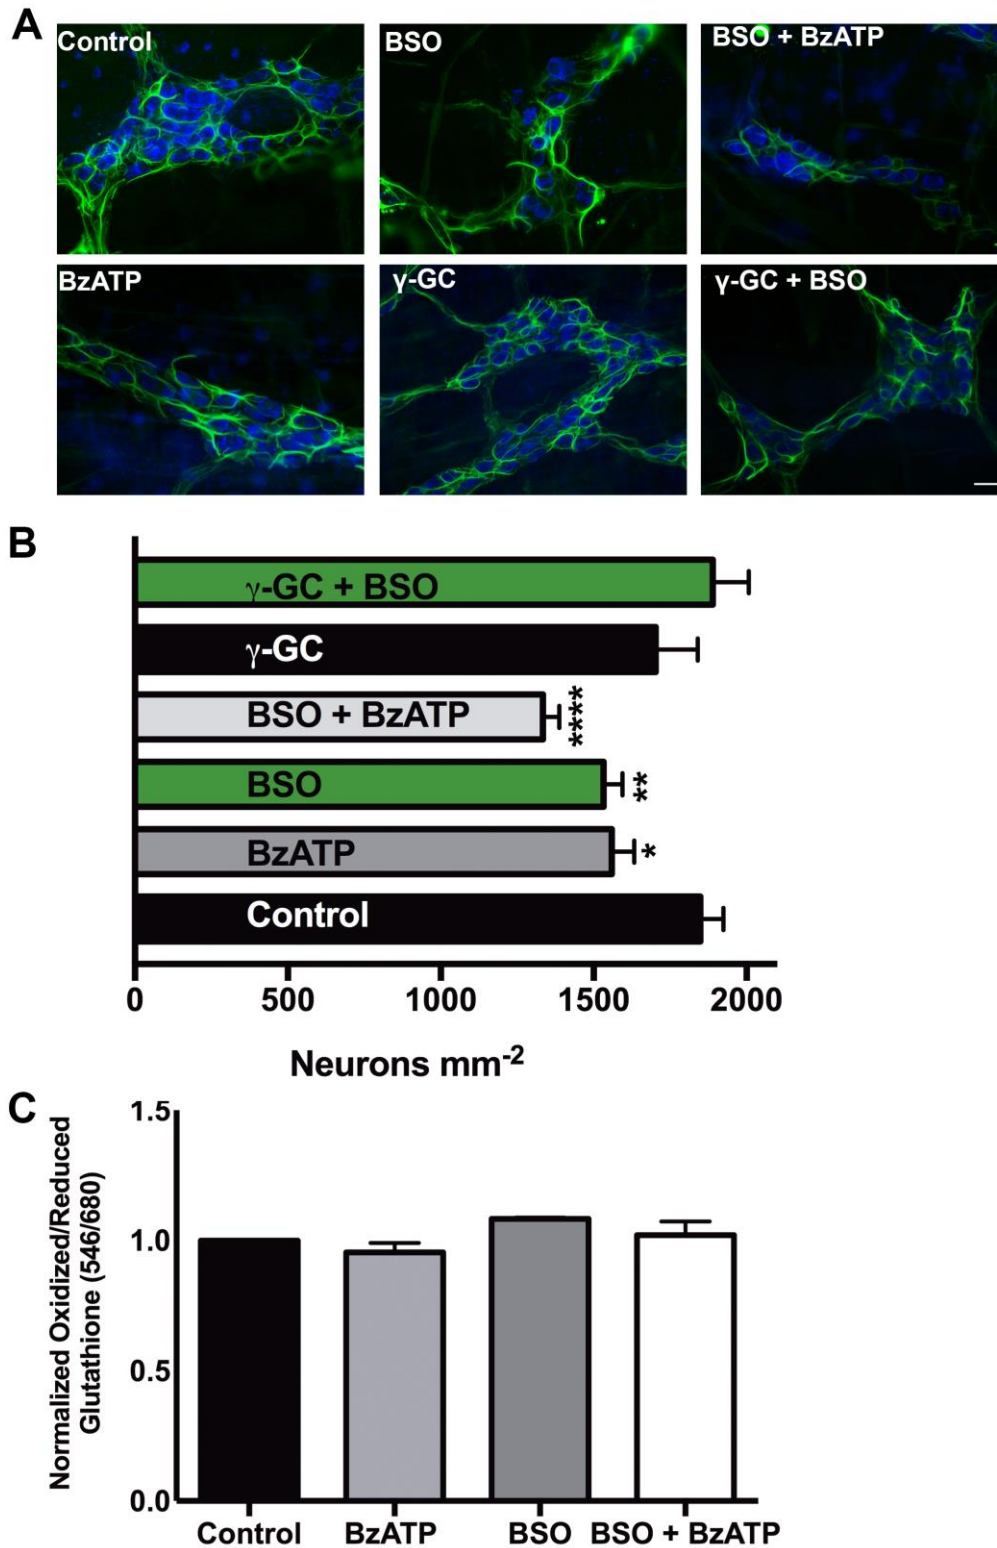 A
Control
BSO
BSO + BzATP
BzATP
γ-GC
γ-GC + BSO
B
γ-GC + BSO
γ-GC
BSO + BzATP
****
BSO
**
BzATP
*
Control
0 500 1000 1500 2000
Neurons mm-2
C
Normalized Oxidized/Reduced
Glutathione (546/680)
1.5
1.0
0.5
0.0
Control BzATP BSO BSO + BzATP